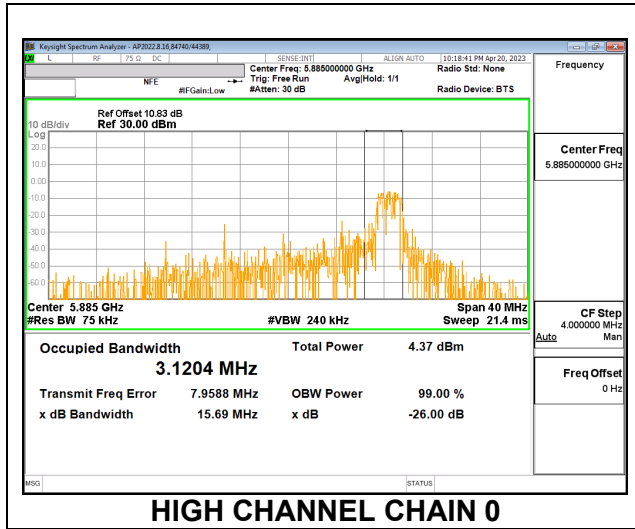 Keysight Spectrum Analyzer - AP2022.8.16,84740/44389,
L RF 75 Ω DC SENSE:INT ALIGN AUTO 10:18:41 PM Apr 20, 2023
Center Freq: 5.885000000 GHz Radio Std: None
Frequency
NFE Trig: Free Run Avg|Hold: 1/1
#IFGain:Low #Atten: 30 dB Radio Device: BTS
Ref Offset 10.83 dB
10 dB/div Ref 30.00 dBm
Log
20.0
10.0
0.00
-10.0
-20.0
-30.0
-40.0
-50.0
-60.0
Center Freq
5.885000000 GHz
Center 5.885 GHz Span 40 MHz
#Res BW 75 kHz #VBW 240 kHz Sweep 21.4 ms
CF Step
4.000000 MHz
Auto Man
Freq Offset
0 Hz
Occupied Bandwidth Total Power 4.37 dBm
3.1204 MHz
Transmit Freq Error 7.9588 MHz OBW Power 99.00 %
x dB Bandwidth 15.69 MHz x dB -26.00 dB
MSG STATUS
HIGH CHANNEL CHAIN 0